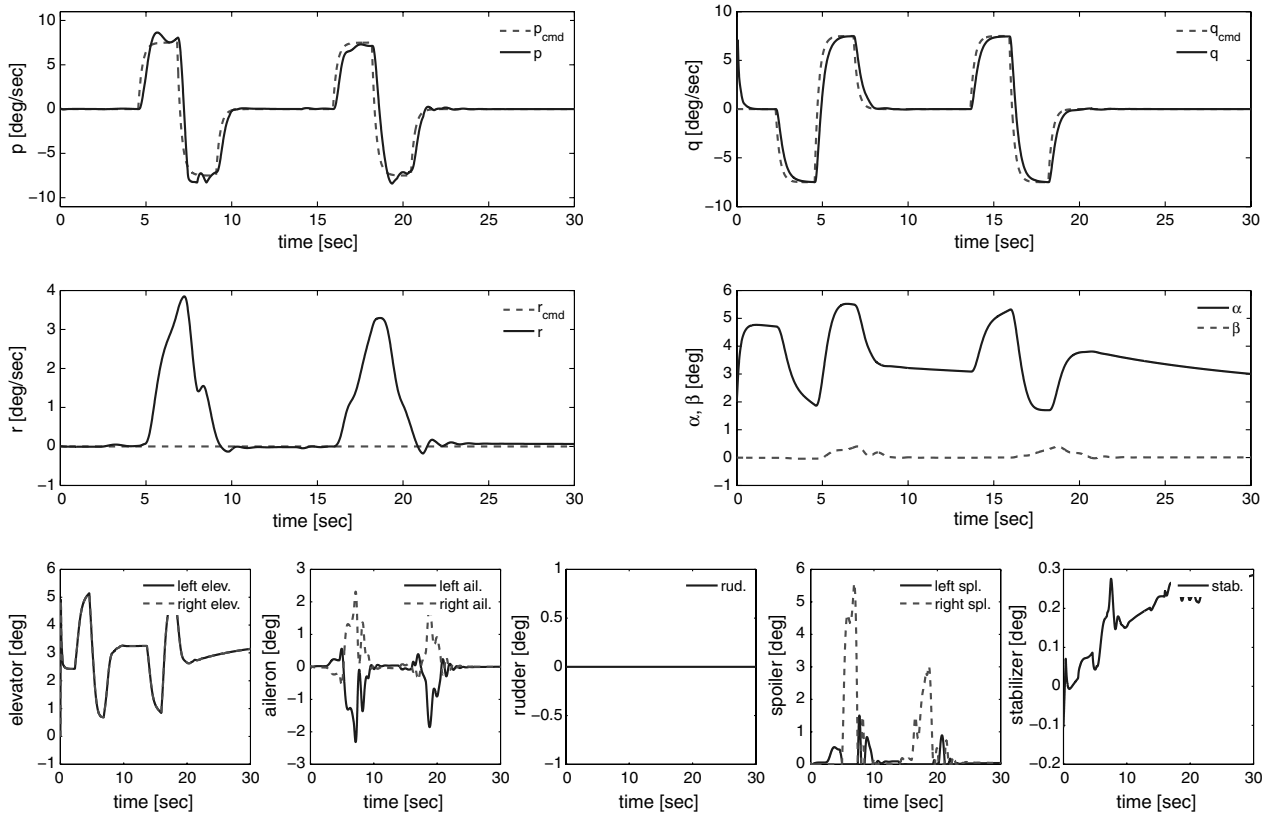 10
5
0
−5
−10
0 5 10 15 20 25 30
p [deg/sec]
time [sec]
p_cmd
p
10
5
0
−5
−10
0 5 10 15 20 25 30
q [deg/sec]
time [sec]
q_cmd
q
4
3
2
1
0
−1
0 5 10 15 20 25 30
r [deg/sec]
time [sec]
r_cmd
r
6
5
4
3
2
1
0
−1
0 5 10 15 20 25 30
α, β [deg]
time [sec]
α
β
6
5
4
3
2
1
0
−1
0 10 20 30
elevator [deg]
time [sec]
left elev.
right elev.
3
2
1
0
−1
−2
−3
0 10 20 30
aileron [deg]
time [sec]
left ail.
right ail.
1
0.5
0
−0.5
−1
0 10 20 30
rudder [deg]
time [sec]
rud.
6
5
4
3
2
1
0
0 10 20 30
spoiler [deg]
time [sec]
left spl.
right spl.
0.3
0.2
0.1
0
−0.1
−0.2
0 10 20 30
stabilizer [deg]
time [sec]
stab.